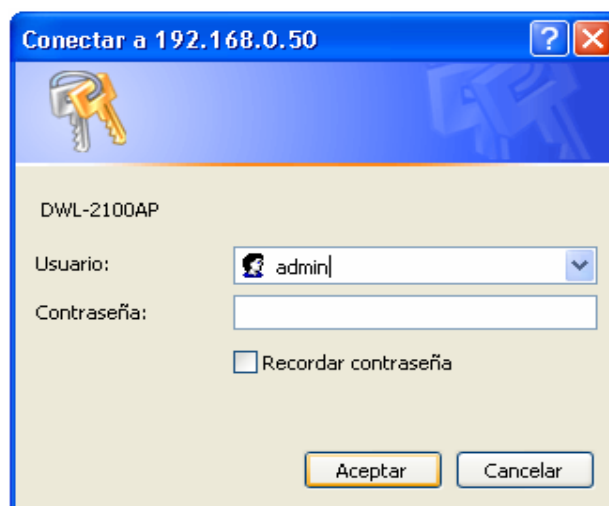 Conectar a 192.168.0.50
?
DWL-2100AP
Usuario: admin
Contraseña:
Recordar contraseña
Aceptar Cancelar